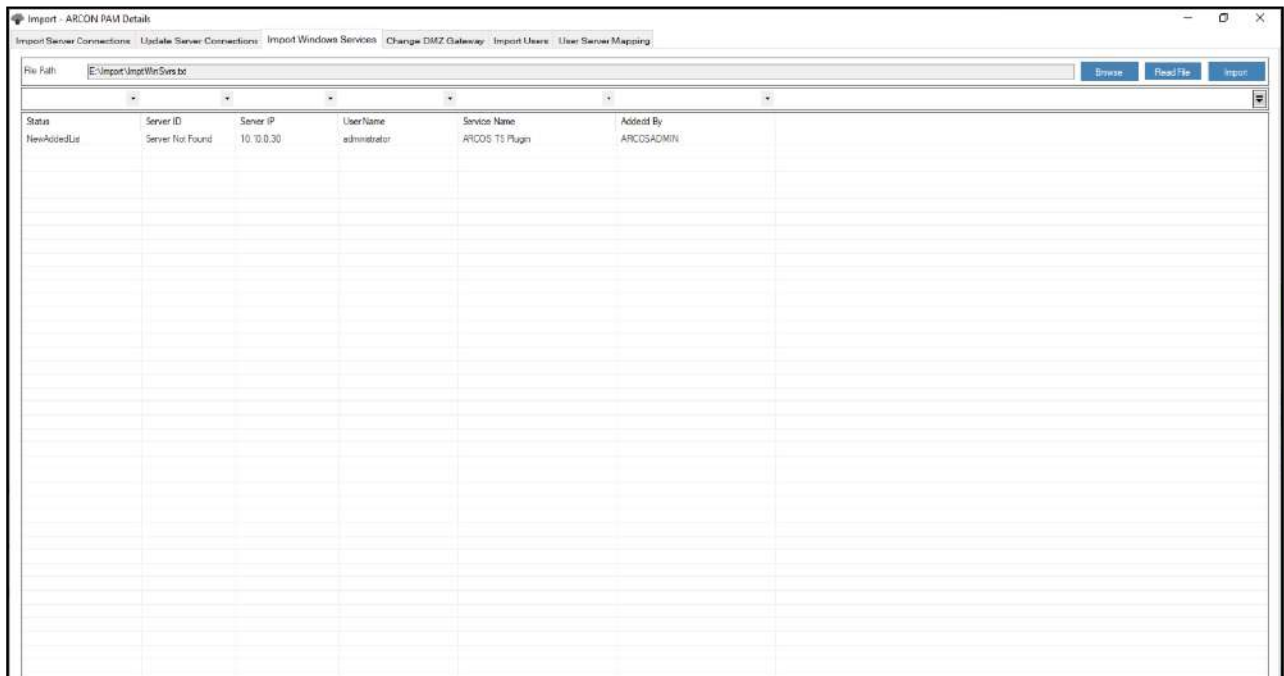 Import - ARCON PAM Details
Import Server Connections Update Server Connections Import Windows Services Change DMZ Gateway Import Users User Server Mapping
File Path E:\Import\ImptWinSvrs.txt Browse Read File Import
Status Server ID Server IP UserName Service Name Addedd By
NewAddedList Server Not Found 10.10.0.30 administrator ARCOS TS Plugin ARCOSADMIN